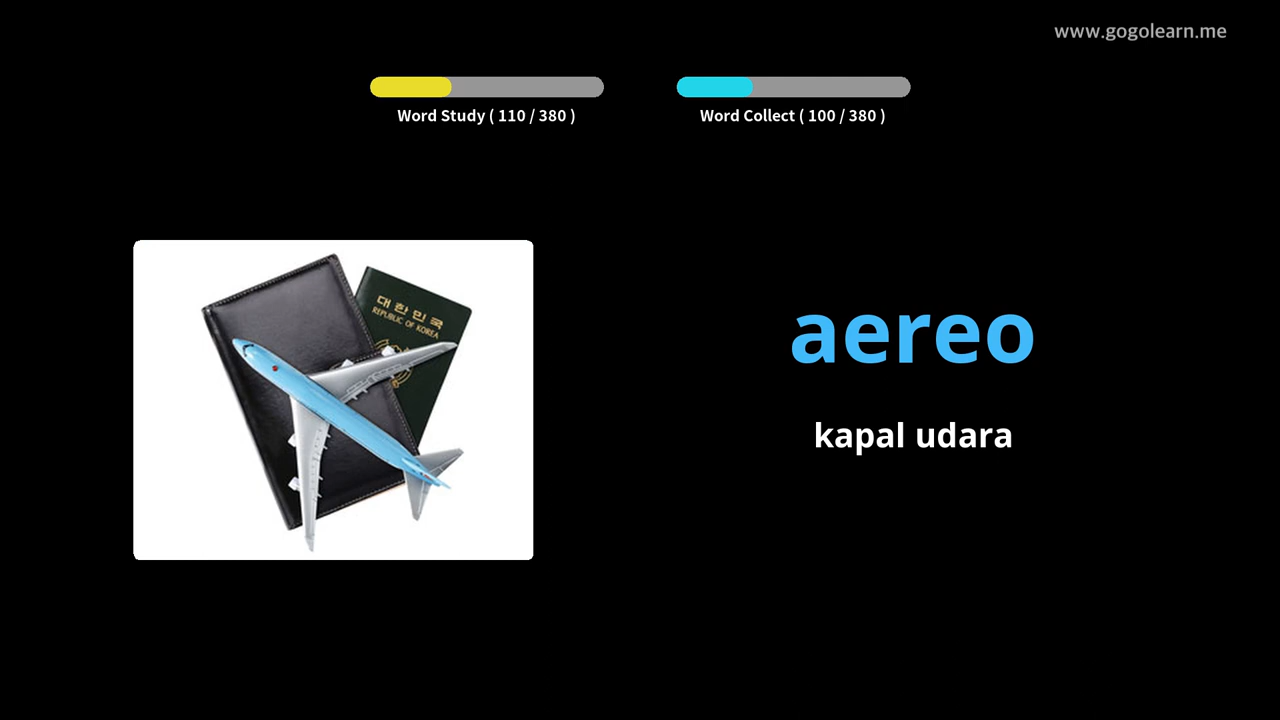 www.gogolearn.me
Word Study ( 110 / 380 )
Word Collect ( 100 / 380 )
대한민국
REPUBLIC OF KOREA
aereo
kapal udara